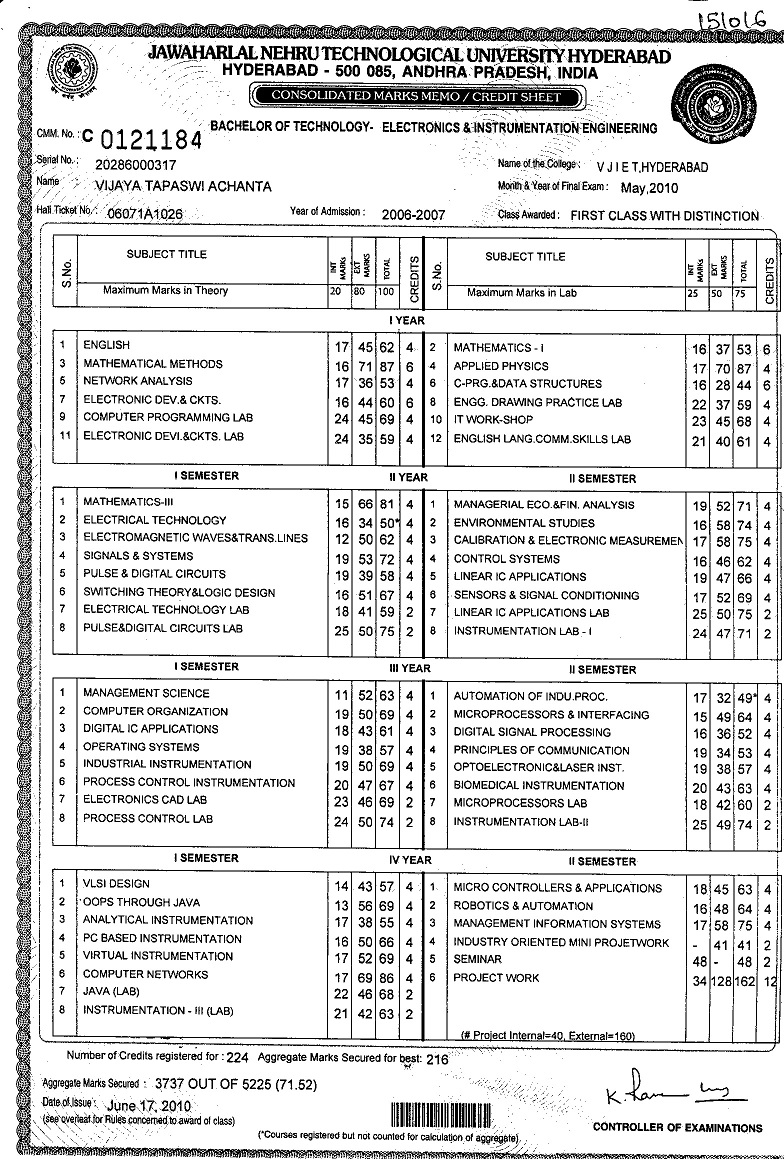 151016
JAWAHARLAL NEHRU TECHNOLOGICAL UNIVERSITY HYDERABAD
HYDERABAD - 500 085, ANDHRA PRADESH, INDIA
CONSOLIDATED MARKS MEMO / CREDIT SHEET
BACHELOR OF TECHNOLOGY- ELECTRONICS & INSTRUMENTATION ENGINEERING
CMM. No. : C 0121184
Serial No. : 20286000317 Name of the College : V J I E T,HYDERABAD
Name : VIJAYA TAPASWI ACHANTA Month & Year of Final Exam : May,2010
Hall Ticket No. : 06071A1026 Year of Admission : 2006-2007 Class Awarded : FIRST CLASS WITH DISTINCTION
S.No. SUBJECT TITLE INT MARKS EXT MARKS TOTAL CREDITS S.No. SUBJECT TITLE INT MARKS EXT MARKS TOTAL CREDITS
Maximum Marks in Theory 20 80 100 Maximum Marks in Lab 25 50 75
I YEAR
1 ENGLISH 17 45 62 4 2 MATHEMATICS - I 16 37 53 6
3 MATHEMATICAL METHODS 16 71 87 6 4 APPLIED PHYSICS 17 70 87 4
5 NETWORK ANALYSIS 17 36 53 4 6 C-PRG.&DATA STRUCTURES 16 28 44 6
7 ELECTRONIC DEV.& CKTS. 16 44 60 6 8 ENGG. DRAWING PRACTICE LAB 22 37 59 4
9 COMPUTER PROGRAMMING LAB 24 45 69 4 10 IT WORK-SHOP 23 45 68 4
11 ELECTRONIC DEVI.&CKTS. LAB 24 35 59 4 12 ENGLISH LANG.COMM.SKILLS LAB 21 40 61 4
I SEMESTER II YEAR II SEMESTER
1 MATHEMATICS-III 15 66 81 4 1 MANAGERIAL ECO.&FIN. ANALYSIS 19 52 71 4
2 ELECTRICAL TECHNOLOGY 16 34 50* 4 2 ENVIRONMENTAL STUDIES 16 58 74 4
3 ELECTROMAGNETIC WAVES&TRANS.LINES 12 50 62 4 3 CALIBRATION & ELECTRONIC MEASUREMEN 17 58 75 4
4 SIGNALS & SYSTEMS 19 53 72 4 4 CONTROL SYSTEMS 16 46 62 4
5 PULSE & DIGITAL CIRCUITS 19 39 58 4 5 LINEAR IC APPLICATIONS 19 47 66 4
6 SWITCHING THEORY&LOGIC DESIGN 16 51 67 4 6 SENSORS & SIGNAL CONDITIONING 17 52 69 4
7 ELECTRICAL TECHNOLOGY LAB 18 41 59 2 7 LINEAR IC APPLICATIONS LAB 25 50 75 2
8 PULSE&DIGITAL CIRCUITS LAB 25 50 75 2 8 INSTRUMENTATION LAB - I 24 47 71 2
I SEMESTER III YEAR II SEMESTER
1 MANAGEMENT SCIENCE 11 52 63 4 1 AUTOMATION OF INDU.PROC. 17 32 49* 4
2 COMPUTER ORGANIZATION 19 50 69 4 2 MICROPROCESSORS & INTERFACING 15 49 64 4
3 DIGITAL IC APPLICATIONS 18 43 61 4 3 DIGITAL SIGNAL PROCESSING 16 36 52 4
4 OPERATING SYSTEMS 19 38 57 4 4 PRINCIPLES OF COMMUNICATION 19 34 53 4
5 INDUSTRIAL INSTRUMENTATION 19 50 69 4 5 OPTOELECTRONIC&LASER INST. 19 38 57 4
6 PROCESS CONTROL INSTRUMENTATION 20 47 67 4 6 BIOMEDICAL INSTRUMENTATION 20 43 63 4
7 ELECTRONICS CAD LAB 23 46 69 2 7 MICROPROCESSORS LAB 18 42 60 2
8 PROCESS CONTROL LAB 24 50 74 2 8 INSTRUMENTATION LAB-II 25 49 74 2
I SEMESTER IV YEAR II SEMESTER
1 VLSI DESIGN 14 43 57 4 1 MICRO CONTROLLERS & APPLICATIONS 18 45 63 4
2 OOPS THROUGH JAVA 13 56 69 4 2 ROBOTICS & AUTOMATION 16 48 64 4
3 ANALYTICAL INSTRUMENTATION 17 38 55 4 3 MANAGEMENT INFORMATION SYSTEMS 17 58 75 4
4 PC BASED INSTRUMENTATION 16 50 66 4 4 INDUSTRY ORIENTED MINI PROJETWORK - 41 41 2
5 VIRTUAL INSTRUMENTATION 17 52 69 4 5 SEMINAR 48 - 48 2
6 COMPUTER NETWORKS 17 69 86 4 6 PROJECT WORK 34 128 162 12
7 JAVA (LAB) 22 46 68 2
8 INSTRUMENTATION - III (LAB) 21 42 63 2
(# Project Internal=40, External=160)
Number of Credits registered for : 224 Aggregate Marks Secured for best: 216
Aggregate Marks Secured : 3737 OUT OF 5225 (71.52)
Date of Issue : June 17, 2010
(see overleaf for Rules concerned to award of class)
CONTROLLER OF EXAMINATIONS
(*Courses registered but not counted for calculation of aggregate)